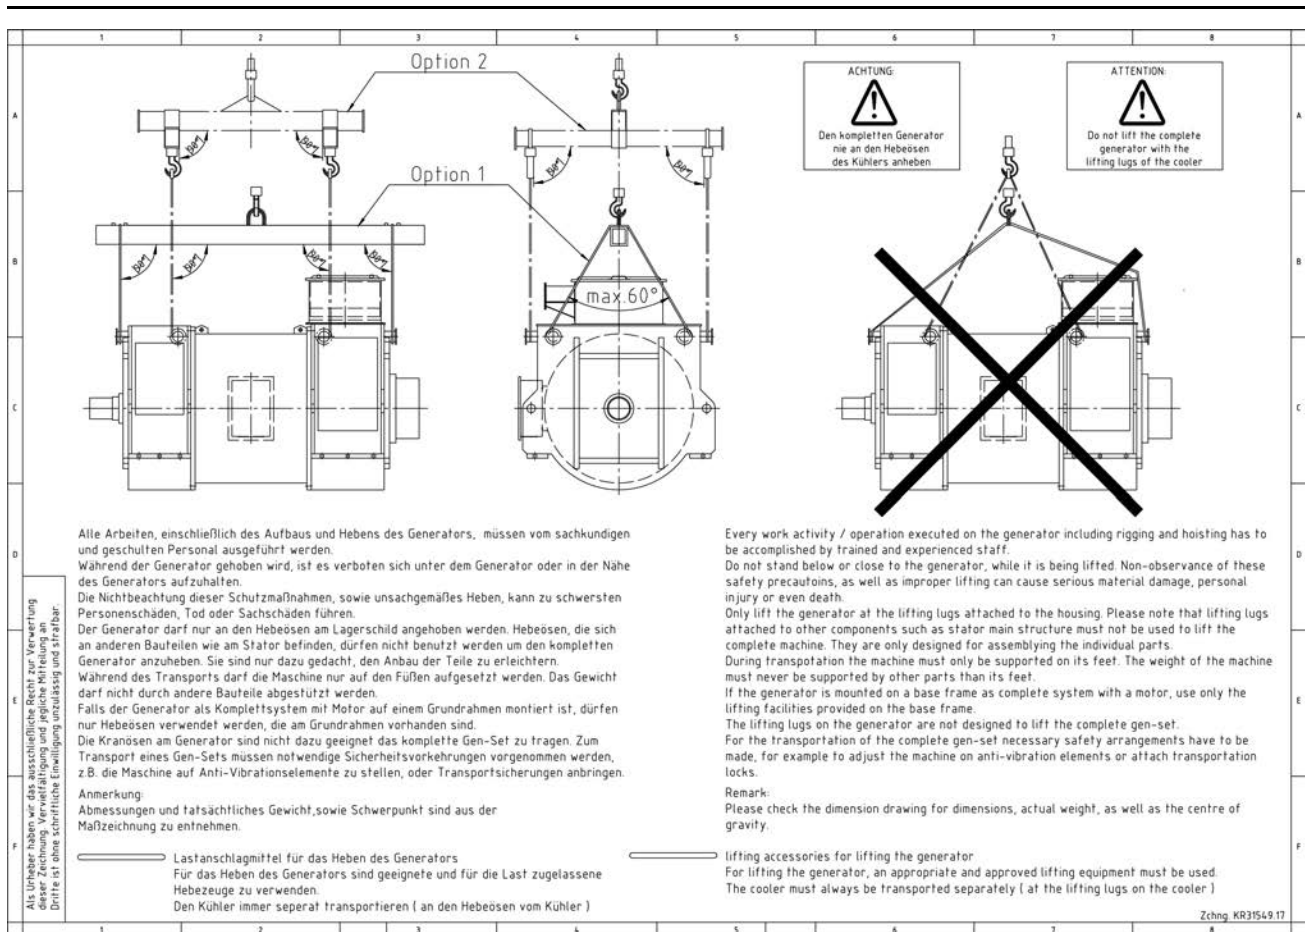 1 2 3 4 5 6 7 8
Option 2
Option 1
max.60°
ACHTUNG:
Den kompletten Generator
nie an den Hebeösen
des Kühlers anheben
ATTENTION:
Do not lift the complete
generator with the
lifting lugs of the cooler
A
B
C
D
E
F
A
B
C
D
E
F
Alle Arbeiten, einschließlich des Aufbaus und Hebens des Generators, müssen vom sachkundigen
und geschulten Personal ausgeführt werden.
Während der Generator gehoben wird, ist es verboten sich unter dem Generator oder in der Nähe
des Generators aufzuhalten.
Die Nichtbeachtung dieser Schutzmaßnahmen, sowie unsachgemäßes Heben, kann zu schwersten
Personenschäden, Tod oder Sachschäden führen.
Der Generator darf nur an den Hebeösen am Lagerschild angehoben werden. Hebeösen, die sich
an anderen Bauteilen wie am Stator befinden, dürfen nicht benutzt werden um den kompletten
Generator anzuheben. Sie sind nur dazu gedacht, den Anbau der Teile zu erleichtern.
Während des Transports darf die Maschine nur auf den Füßen aufgesetzt werden. Das Gewicht
darf nicht durch andere Bauteile abgestützt werden.
Falls der Generator als Komplettsystem mit Motor auf einem Grundrahmen montiert ist, dürfen
nur Hebeösen verwendet werden, die am Grundrahmen vorhanden sind.
Die Kranösen am Generator sind nicht dazu geeignet das komplette Gen-Set zu tragen. Zum
Transport eines Gen-Sets müssen notwendige Sicherheitsvorkehrungen vorgenommen werden,
z.B. die Maschine auf Anti-Vibrationselemente zu stellen, oder Transportsicherungen anbringen.
Anmerkung:
Abmessungen und tatsächtliches Gewicht,sowie Schwerpunkt sind aus der
Maßzeichnung zu entnehmen.
Lastanschlagmittel für das Heben des Generators
Für das Heben des Generators sind geeignete und für die Last zugelassene
Hebezeuge zu verwenden.
Den Kühler immer seperat transportieren ( an den Hebeösen vom Kühler )
Every work activity / operation executed on the generator including rigging and hoisting has to
be accomplished by trained and experienced staff.
Do not stand below or close to the generator, while it is being lifted. Non-observance of these
safety precautoins, as well as improper lifting can cause serious material damage, personal
injury or even death.
Only lift the generator at the lifting lugs attached to the housing. Please note that lifting lugs
attached to other components such as stator main structure must not be used to lift the
complete machine. They are only designed for assemblying the individual parts.
During transpotation the machine must only be supported on its feet. The weight of the machine
must never be supported by other parts than its feet.
If the generator is mounted on a base frame as complete system with a motor, use only the
lifting facilities provided on the base frame.
The lifting lugs on the generator are not designed to lift the complete gen-set.
For the transportation of the complete gen-set necessary safety arrangements have to be
made, for example to adjust the machine on anti-vibration elements or attach transportation
locks.
Remark:
Please check the dimension drawing for dimensions, actual weight, as well as the centre of
gravity.
lifting accessories for lifting the generator
For lifting the generator, an appropriate and approved lifting equipment must be used.
The cooler must always be transported separately ( at the lifting lugs on the cooler )
Als Urheber haben wir das ausschließliche Recht zur Verwertung
dieser Zeichnung. Vervielfältigung und jegliche Mitteilung an
Dritte ist ohne schriftliche Einwilligung unzulässig und strafbar.
Zchng. KR31549.17
1 2 3 4 5 6 7 8